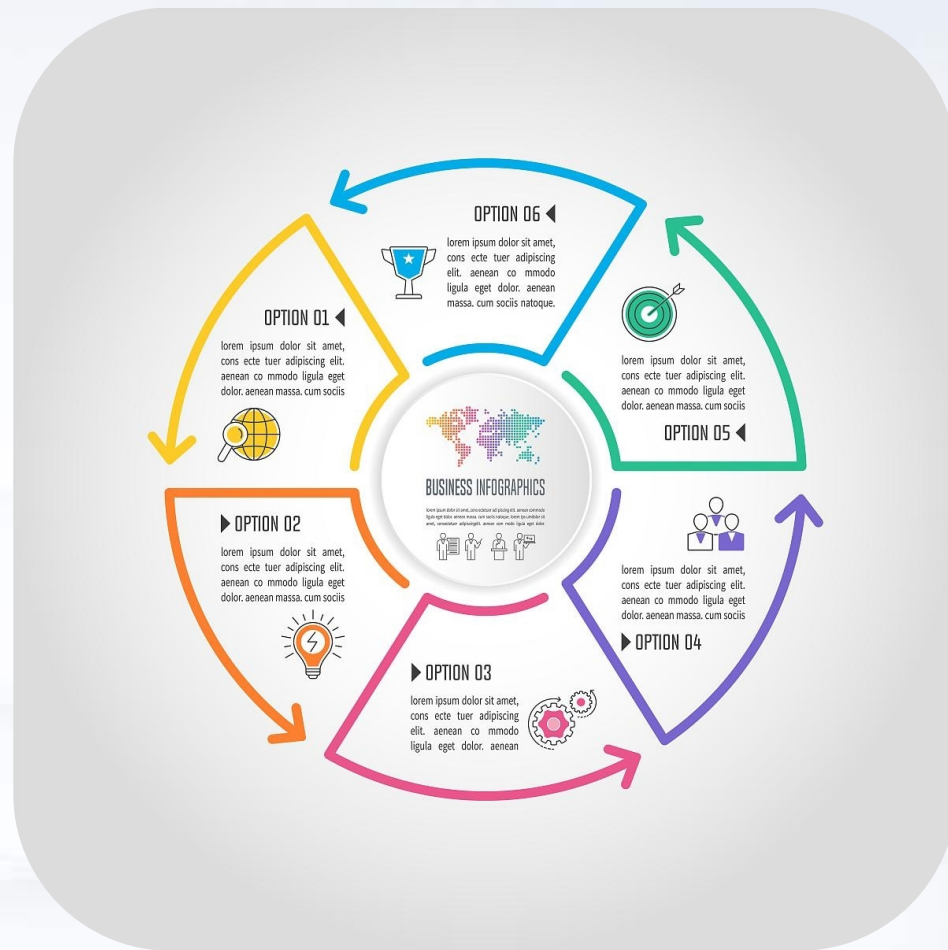 OPTION 06
lorem ipsum dolor sit amet,
cons ecte tuer adipiscing
elit. aenean co mmodo
ligula eget dolor. aenean
massa. cum sociis natoque.
OPTION 01
lorem ipsum dolor sit amet,
cons ecte tuer adipiscing elit.
aenean co mmodo ligula eget
dolor. aenean massa. cum sociis
OPTION 02
lorem ipsum dolor sit amet,
cons ecte tuer adipiscing elit.
aenean co mmodo ligula eget
dolor. aenean massa. cum sociis
OPTION 03
lorem ipsum dolor sit amet,
cons ecte tuer adipiscing
elit. aenean co mmodo
ligula eget dolor. aenean
lorem ipsum dolor sit amet,
cons ecte tuer adipiscing elit.
aenean co mmodo ligula eget
dolor. aenean massa. cum sociis
OPTION 04
lorem ipsum dolor sit amet,
cons ecte tuer adipiscing elit.
aenean co mmodo ligula eget
dolor. aenean massa. cum sociis
OPTION 05
BUSINESS INFOGRAPHICS